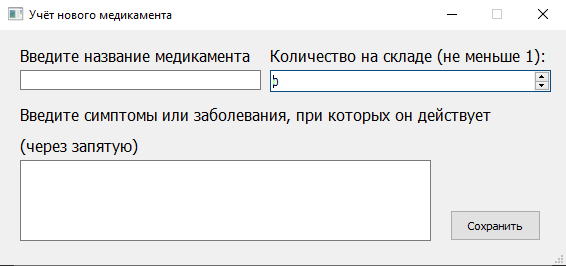 Учёт нового медикамента
Введите название медикамента
Количество на складе (не меньше 1):
Введите симптомы или заболевания, при которых он действует
(через запятую)
Сохранить